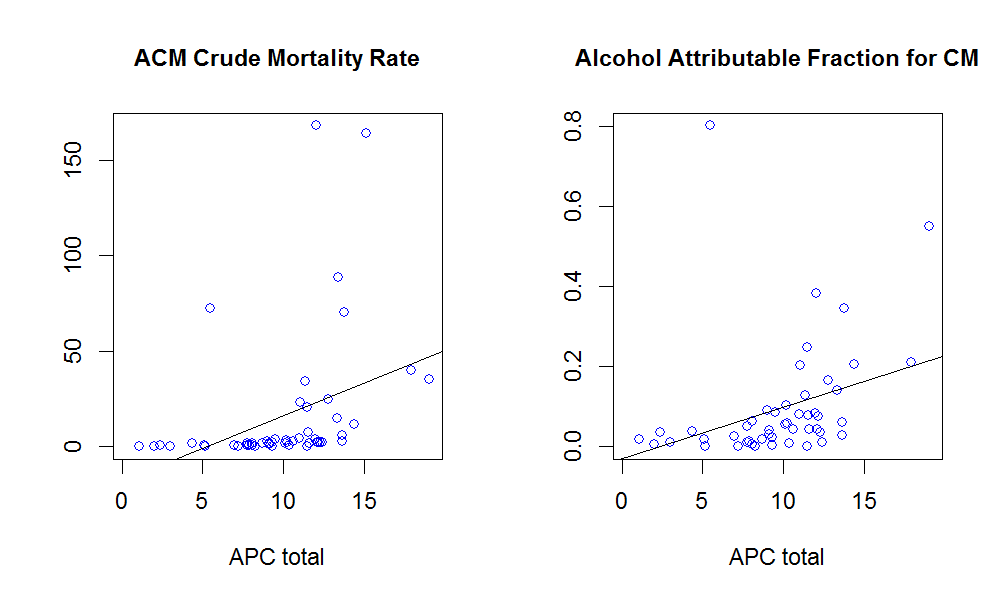 ACM Crude Mortality Rate
150
100
50
0
0 5 10 15
APC total
Alcohol Attributable Fraction for CM
0.8
0.6
0.4
0.2
0.0
0 5 10 15
APC total